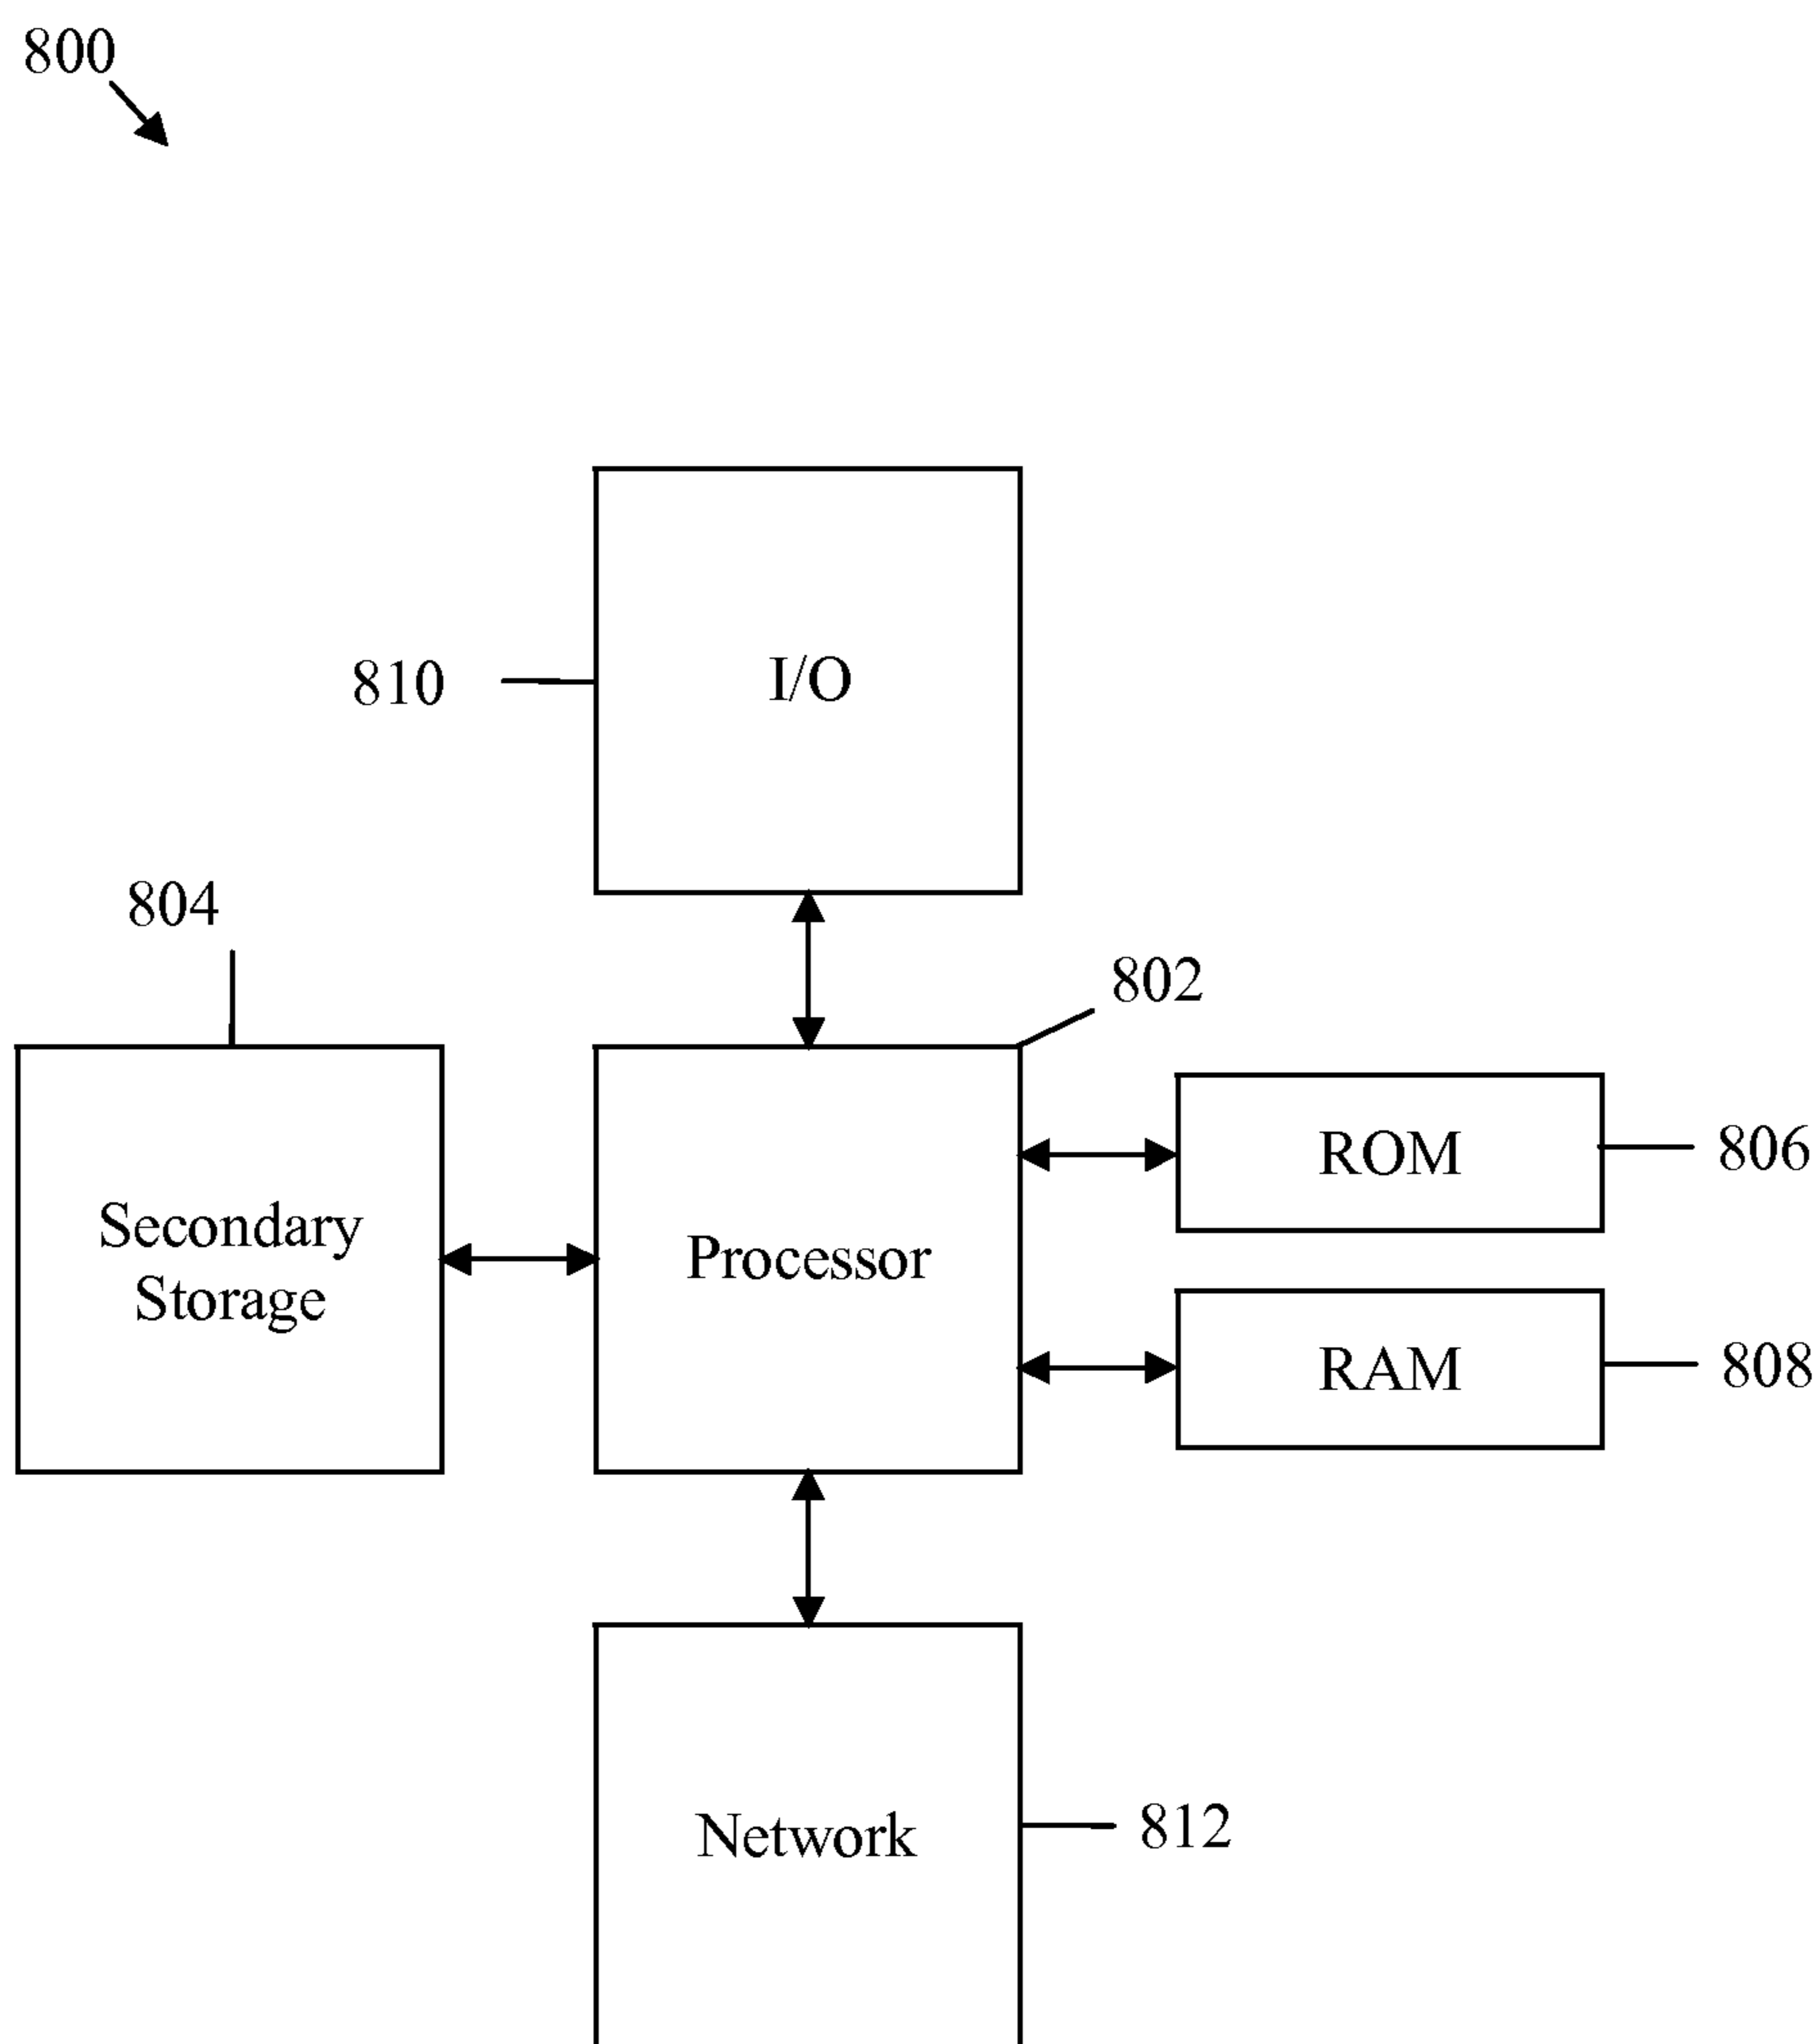 800
I/O
810
804
802
Secondary
Storage
Processor
ROM
806
RAM
808
Network
812